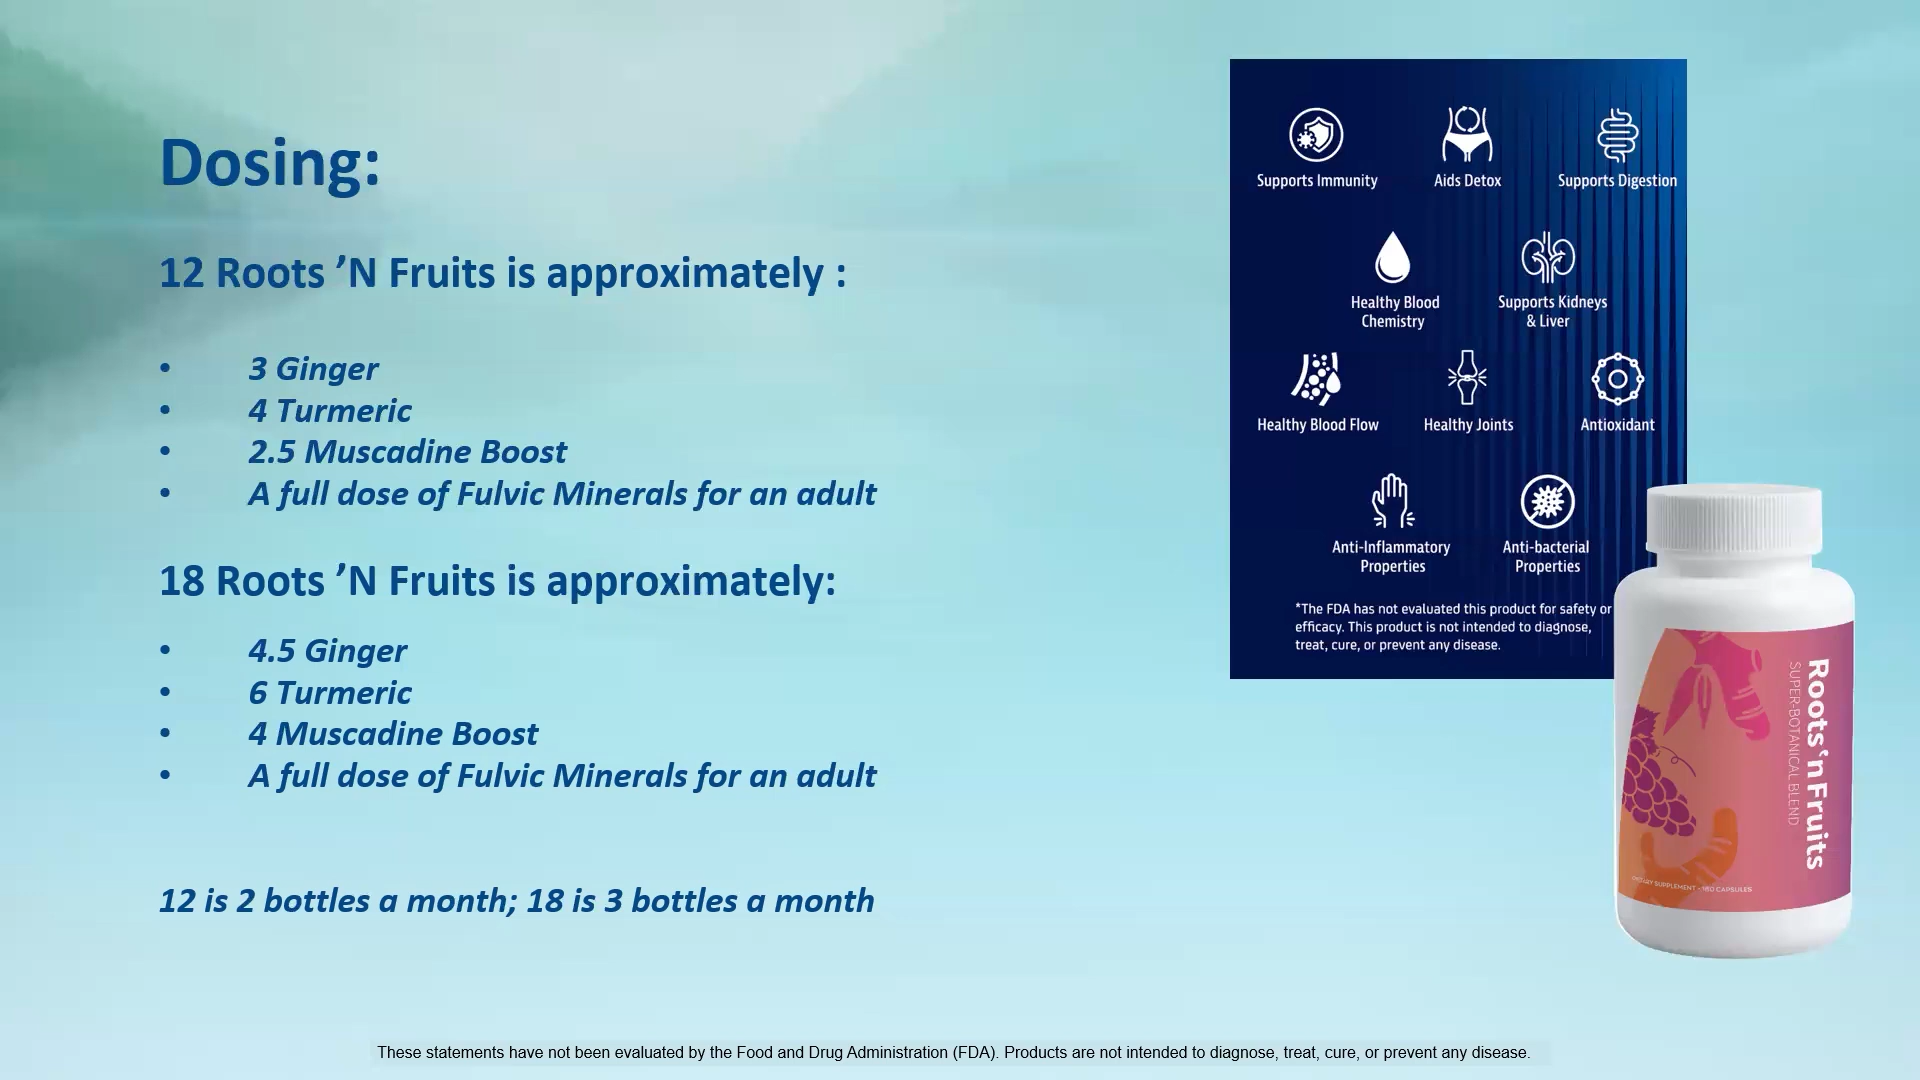 Dosing:
12 Roots ’N Fruits is approximately :
• 3 Ginger
• 4 Turmeric
• 2.5 Muscadine Boost
• A full dose of Fulvic Minerals for an adult
18 Roots ’N Fruits is approximately:
• 4.5 Ginger
• 6 Turmeric
• 4 Muscadine Boost
• A full dose of Fulvic Minerals for an adult
12 is 2 bottles a month; 18 is 3 bottles a month
Supports Immunity
Aids Detox
Supports Digestion
Healthy Blood
Chemistry
Supports Kidneys
& Liver
Healthy Blood Flow
Healthy Joints
Antioxidant
Anti-Inflammatory
Properties
Anti-bacterial
Properties
*The FDA has not evaluated this product for safety or
efficacy. This product is not intended to diagnose,
treat, cure, or prevent any disease.
Roots‘n Fruits
SUPER-BOTANICAL BLEND
DIETARY SUPPLEMENT • 180 CAPSULES
These statements have not been evaluated by the Food and Drug Administration (FDA). Products are not intended to diagnose, treat, cure, or prevent any disease.